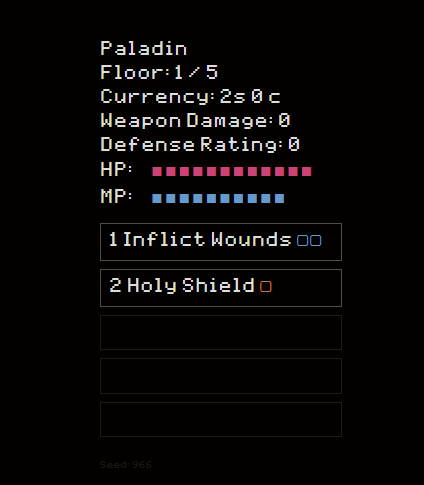 Paladin
Floor: 1 / 5
Currency: 2s 0c
Weapon Damage: 0
Defense Rating: 0
HP:
MP:
1 Inflict Wounds
2 Holy Shield
Seed: 966